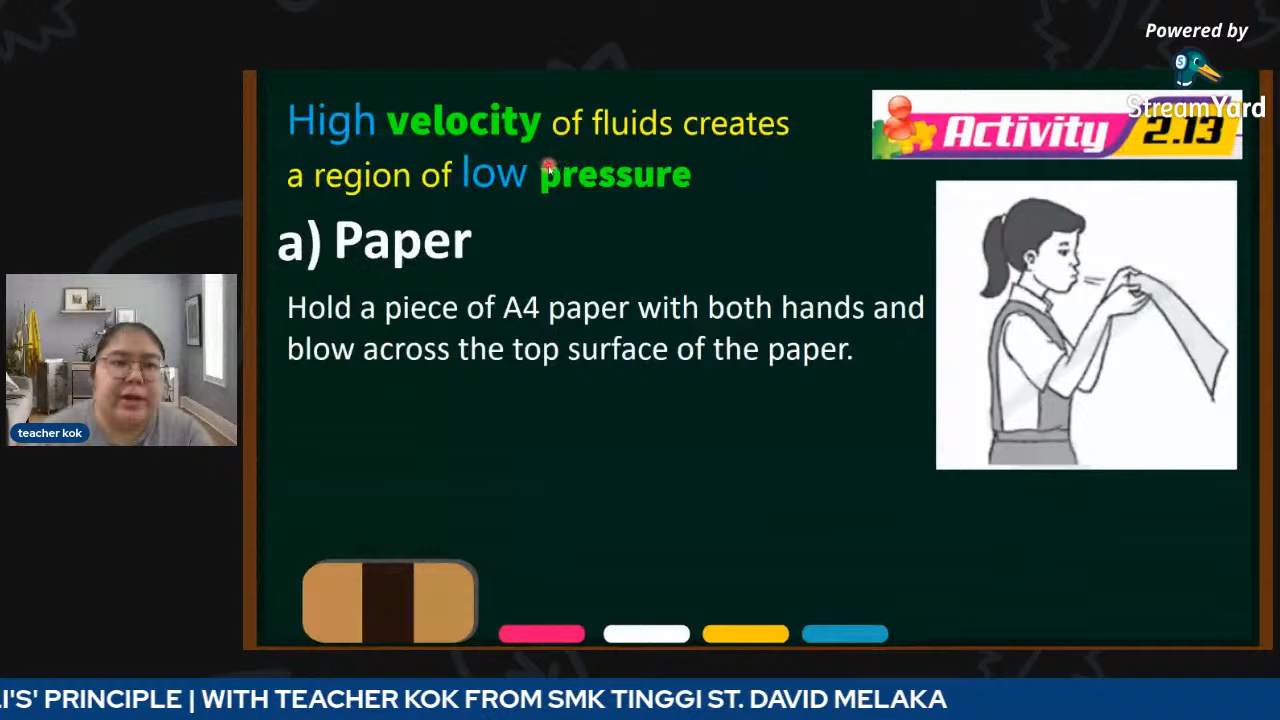 Powered by
StreamYard
High velocity of fluids creates
a region of low pressure
Activity 2.13
a) Paper
Hold a piece of A4 paper with both hands and
blow across the top surface of the paper.
teacher kok
I'S' PRINCIPLE | WITH TEACHER KOK FROM SMK TINGGI ST. DAVID MELAKA